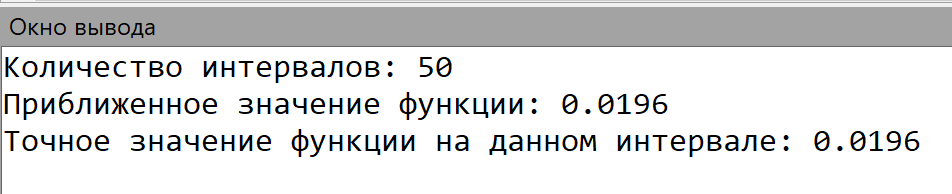 Окно вывода
Количество интервалов: 50
Приближенное значение функции: 0.0196
Точное значение функции на данном интервале: 0.0196